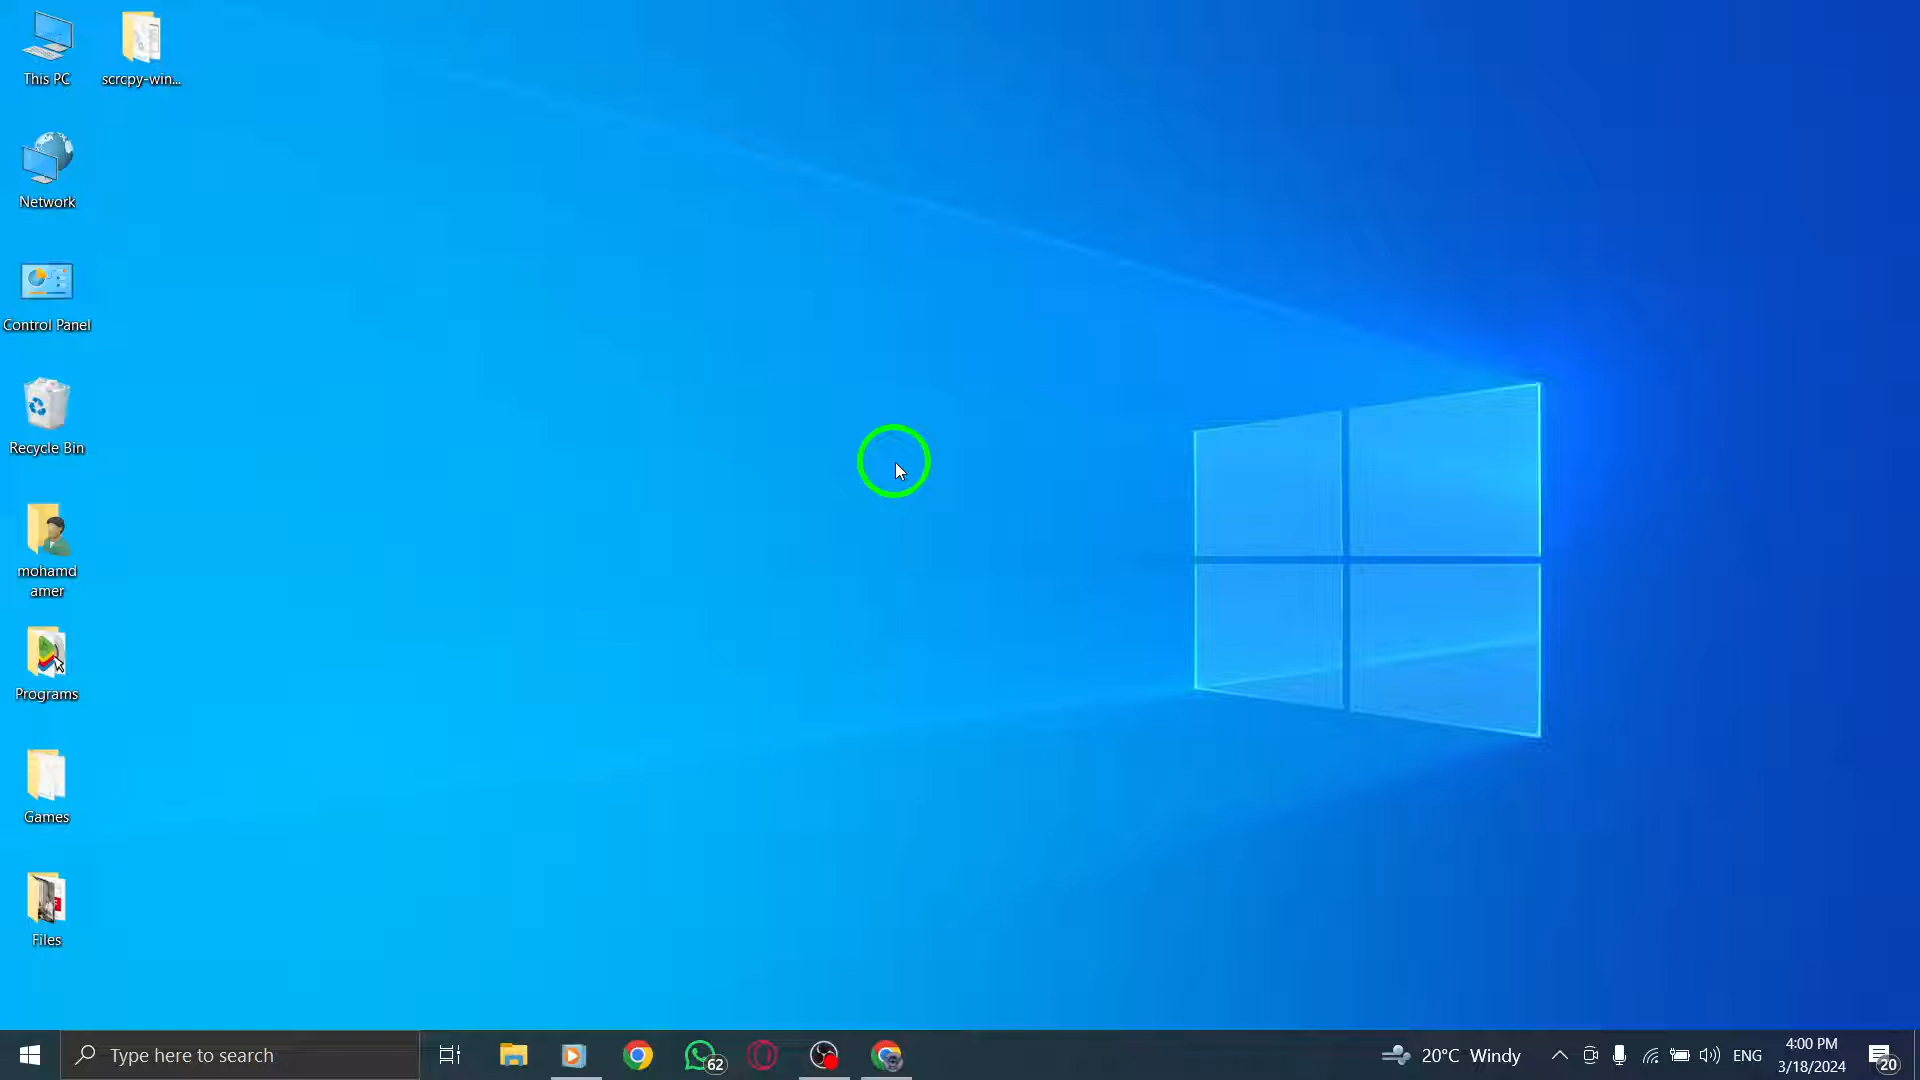 This PC
scrcpy-win...
Network
Control Panel
Recycle Bin
mohamd
amer
Programs
Games
Files
Type here to search
62
20°C Windy
ENG
4:00 PM
3/18/2024
20